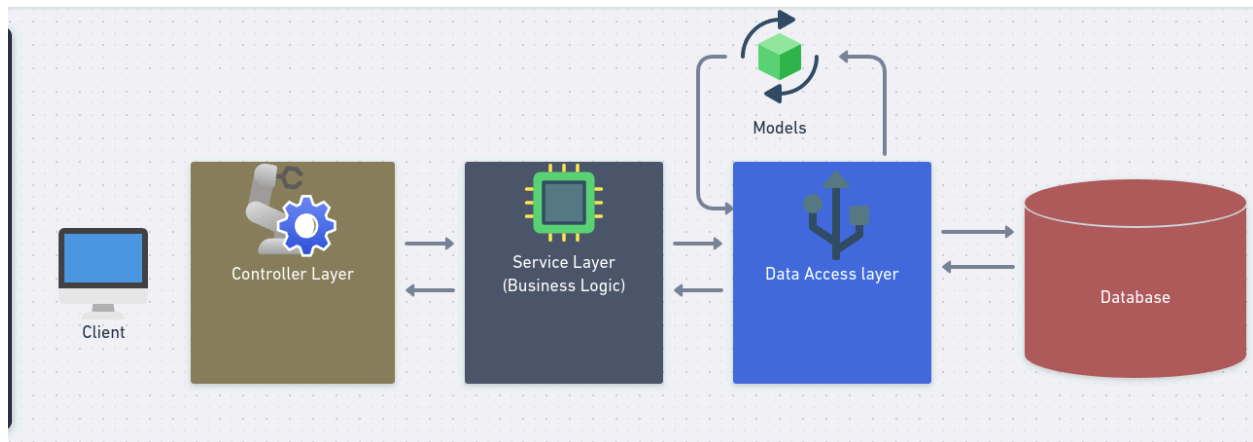 Models
Controller Layer
Service Layer
(Business Logic)
Data Access layer
Database
Client